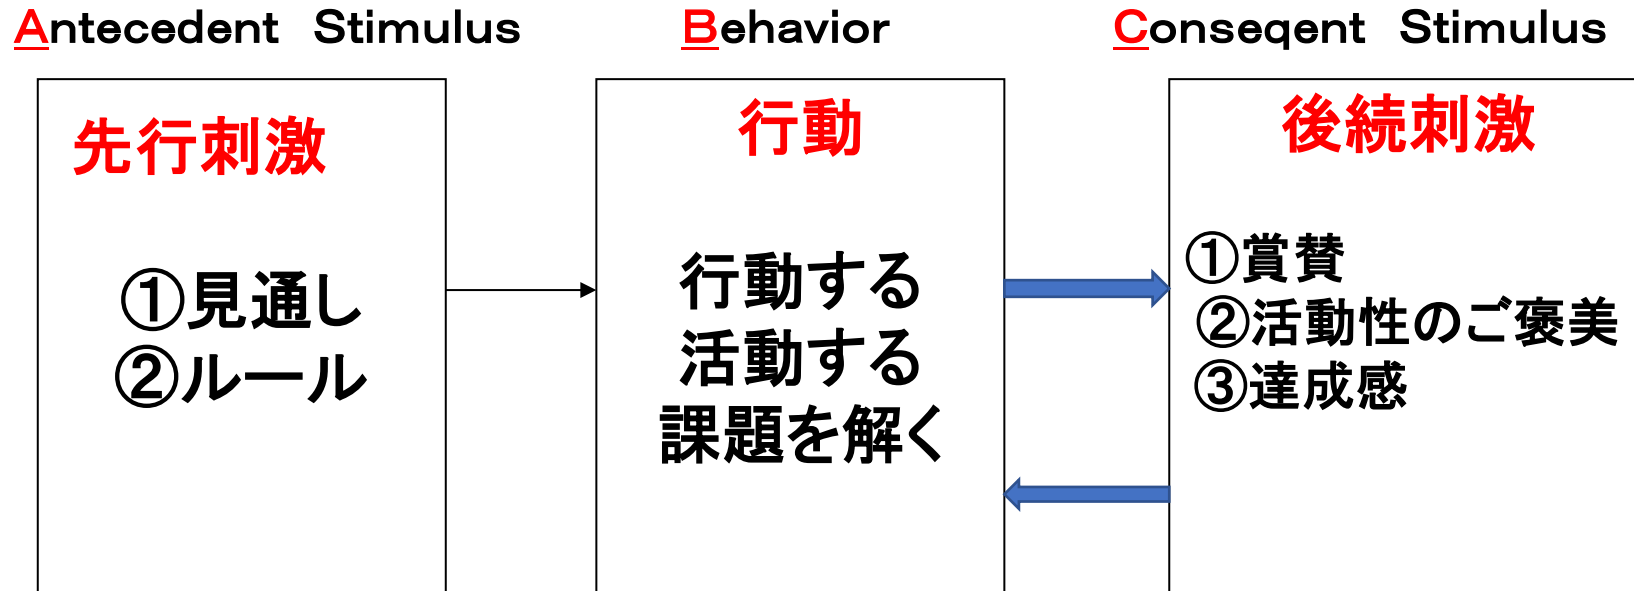 Antecedent Stimulus
Behavior
Conseqent Stimulus
先行刺激
①見通し
②ルール
行動
行動する
活動する
課題を解く
後続刺激
①賞賛
②活動性のご褒美
③達成感